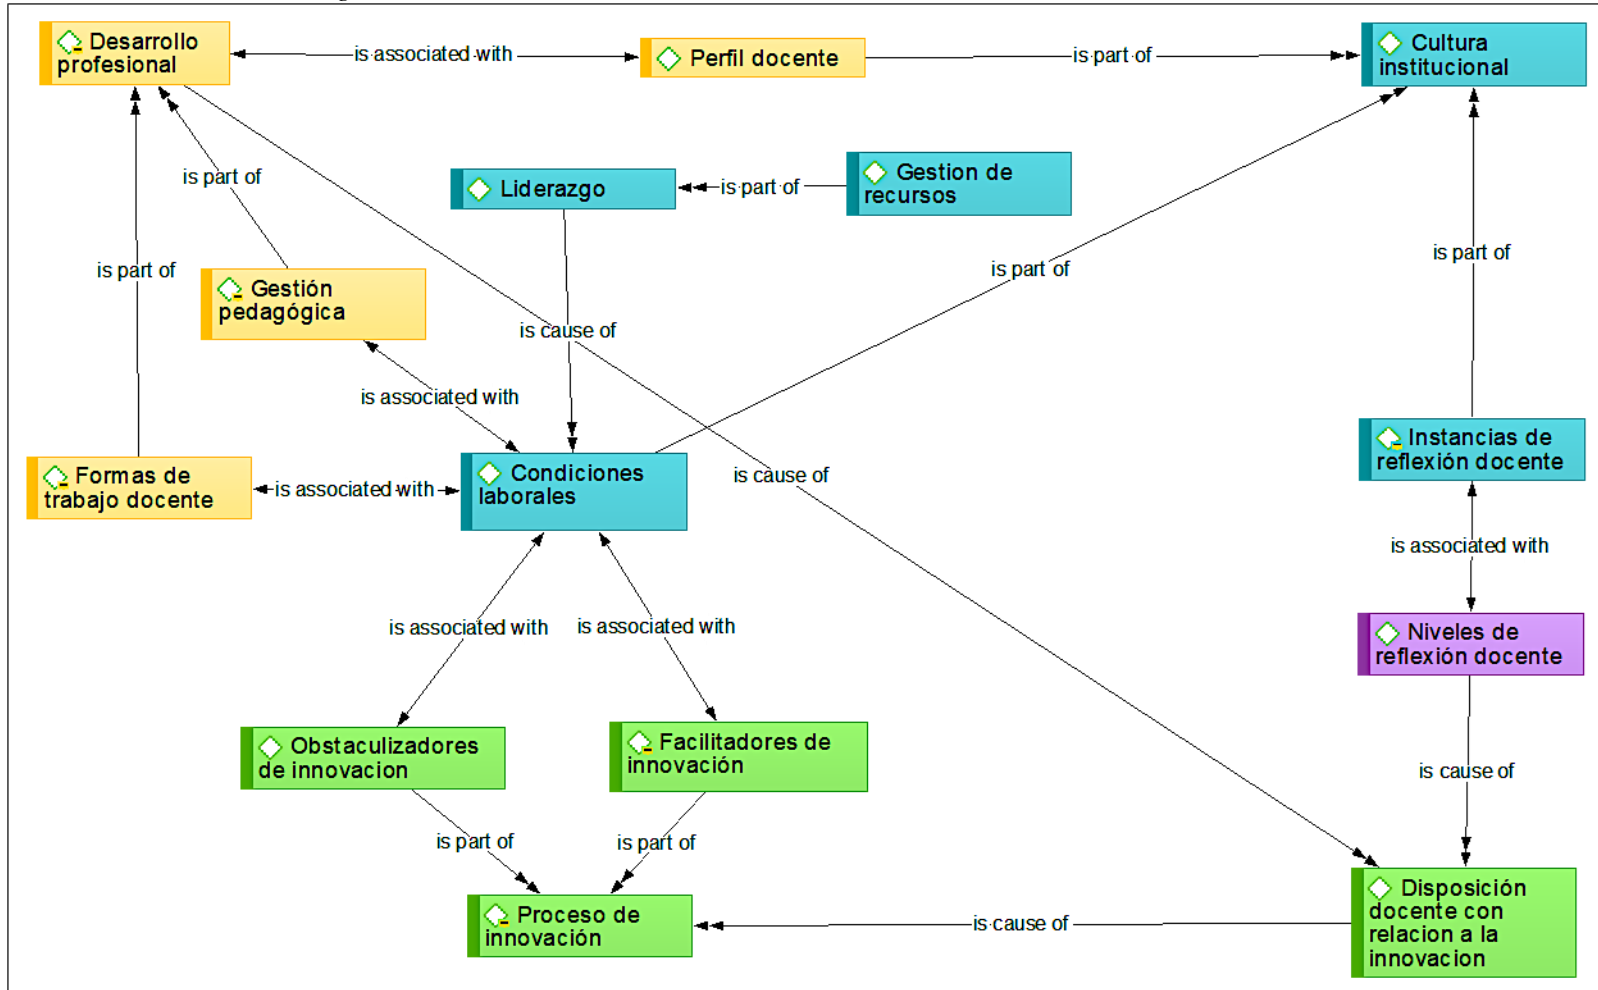 Desarrollo
profesional
is associated with
Perfil docente
is part of
Cultura
institucional
is part of
Liderazgo
is part of
Gestion de
recursos
is part of
is part of
is part of
Gestión
pedagógica
is cause of
is associated with
Formas de
trabajo docente
is associated with
Condiciones
laborales
is cause of
Instancias de
reflexión docente
is associated with
is associated with
is associated with
Niveles de
reflexión docente
Obstaculizadores
de innovacion
Facilitadores de
innovación
is cause of
is part of
is part of
Proceso de
innovación
is cause of
Disposición
docente con
relacion a la
innovacion